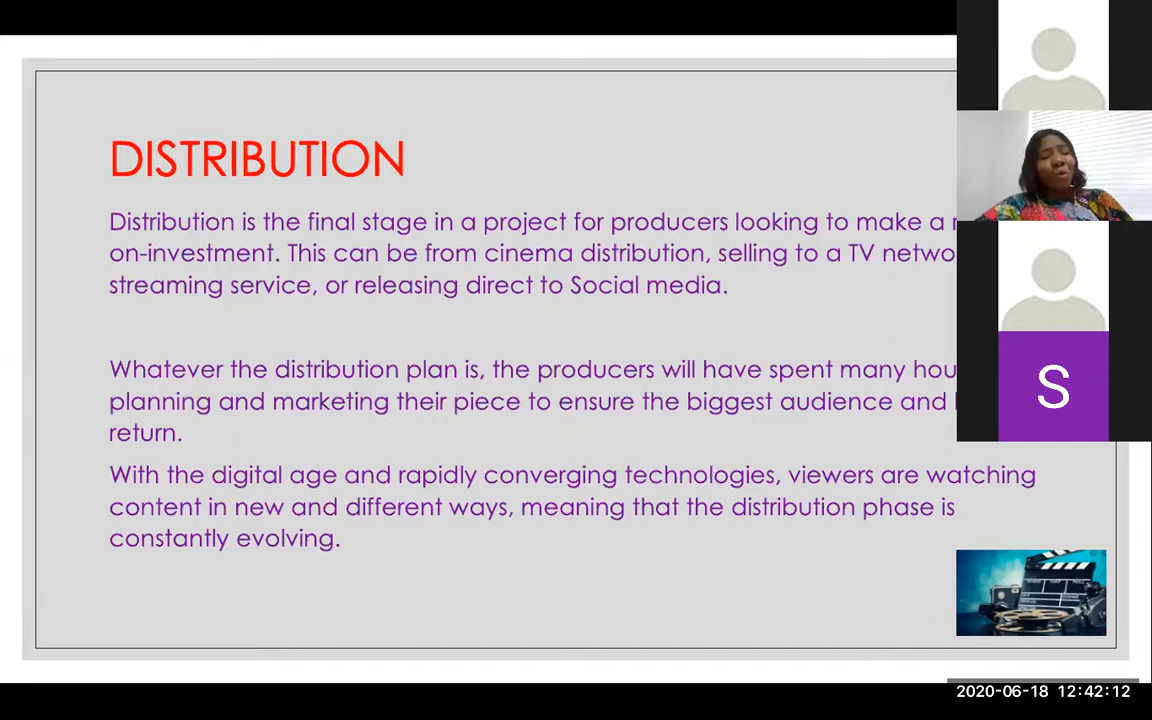 DISTRIBUTION
Distribution is the final stage in a project for producers looking to make a
on-investment. This can be from cinema distribution, selling to a TV
streaming service, or releasing direct to Social media.
Whatever the distribution plan is, the producers will have spent many
planning and marketing their piece to ensure the biggest audience and
return.
With the digital age and rapidly converging technologies, viewers are watching
content in new and different ways, meaning that the distribution phase is
constantly evolving.
S
2020-06-18 12:42:12